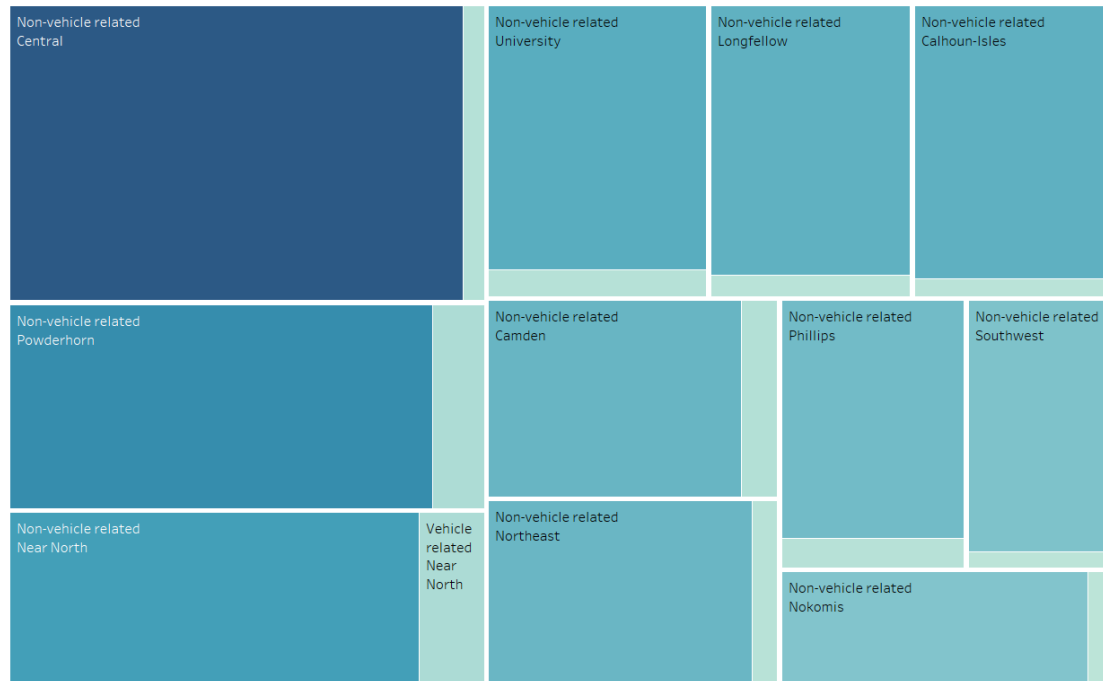 Non-vehicle related
Central
Non-vehicle related
University
Non-vehicle related
Longfellow
Non-vehicle related
Calhoun-Isles
Non-vehicle related
Powderhorn
Non-vehicle related
Camden
Non-vehicle related
Phillips
Non-vehicle related
Southwest
Non-vehicle related
Near North
Vehicle
related
Near
North
Non-vehicle related
Northeast
Non-vehicle related
Nokomis